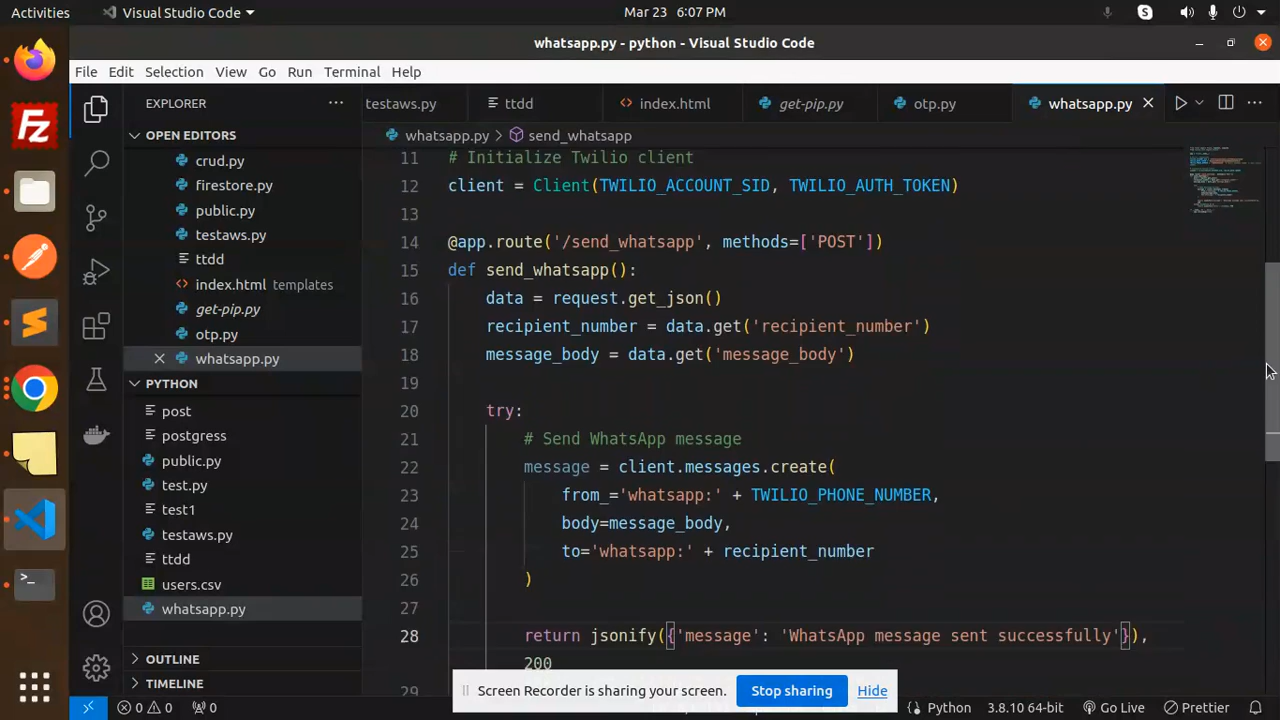 Activities
Visual Studio Code
Mar 23 6:07 PM
whatsapp.py - python - Visual Studio Code
File Edit Selection View Go Run Terminal Help
EXPLORER
testaws.py
ttdd
index.html
get-pip.py
otp.py
whatsapp.py
OPEN EDITORS
crud.py
firestore.py
public.py
testaws.py
ttdd
index.html templates
get-pip.py
otp.py
whatsapp.py
PYTHON
post
postgress
public.py
test.py
test1
testaws.py
ttdd
users.csv
whatsapp.py
OUTLINE
TIMELINE
whatsapp.py > send_whatsapp
11 # Initialize Twilio client
12 client = Client(TWILIO_ACCOUNT_SID, TWILIO_AUTH_TOKEN)
13
14 @app.route('/send_whatsapp', methods=['POST'])
15 def send_whatsapp():
16 data = request.get_json()
17 recipient_number = data.get('recipient_number')
18 message_body = data.get('message_body')
19
20 try:
21 # Send WhatsApp message
22 message = client.messages.create(
23 from_='whatsapp:' + TWILIO_PHONE_NUMBER,
24 body=message_body,
25 to='whatsapp:' + recipient_number
26 )
27
28 return jsonify({'message': 'WhatsApp message sent successfully'}),
200
29
Screen Recorder is sharing your screen.
Stop sharing
Hide
0 0 0
Python
3.8.10 64-bit
Go Live
Prettier